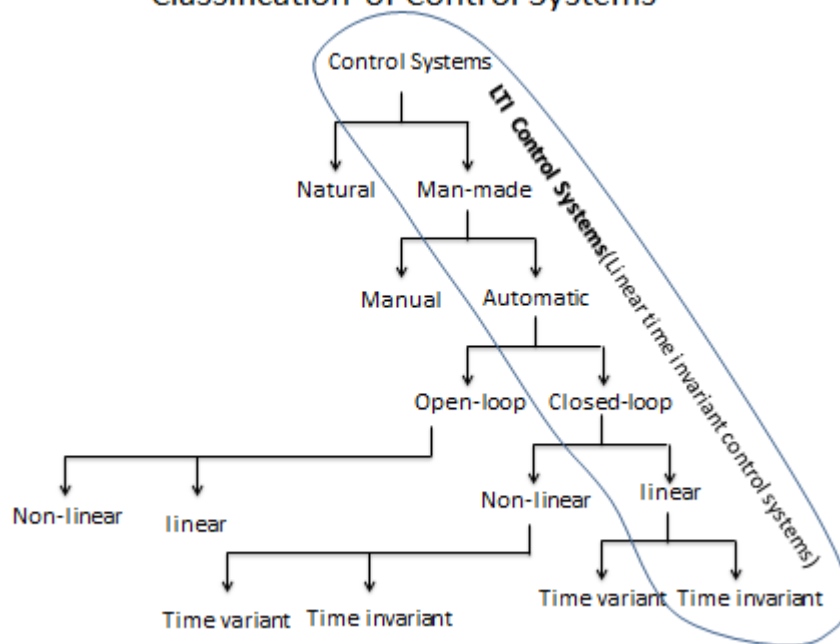 Classification of Control Systems
Control Systems
LTI Control Systems(Linear time invariant control systems)
Natural Man-made
Manual Automatic
Open-loop Closed-loop
Non-linear linear
Non-linear linear
Time variant Time invariant
Time variant Time invariant